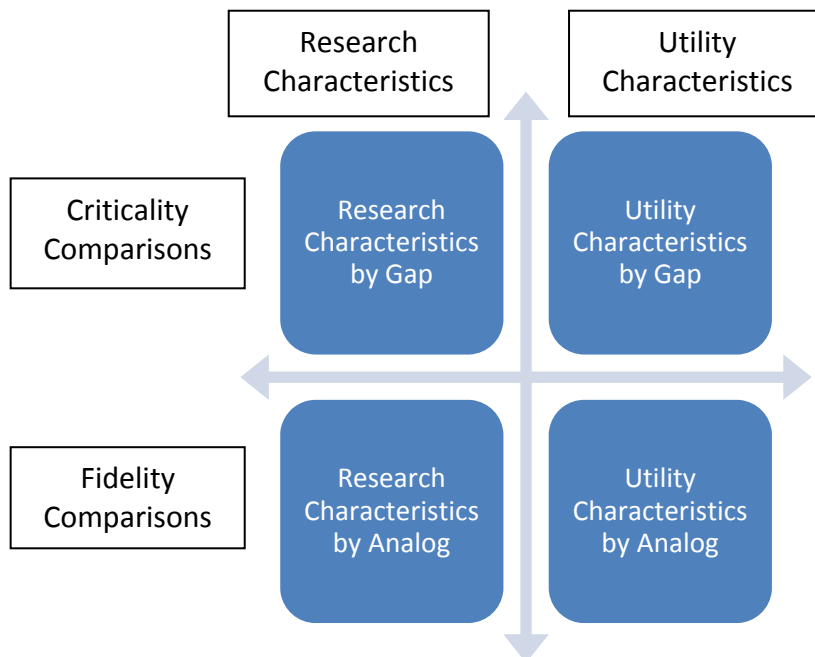 Research
Characteristics
Utility
Characteristics
Criticality
Comparisons
Research
Characteristics
by Gap
Utility
Characteristics
by Gap
Fidelity
Comparisons
Research
Characteristics
by Analog
Utility
Characteristics
by Analog